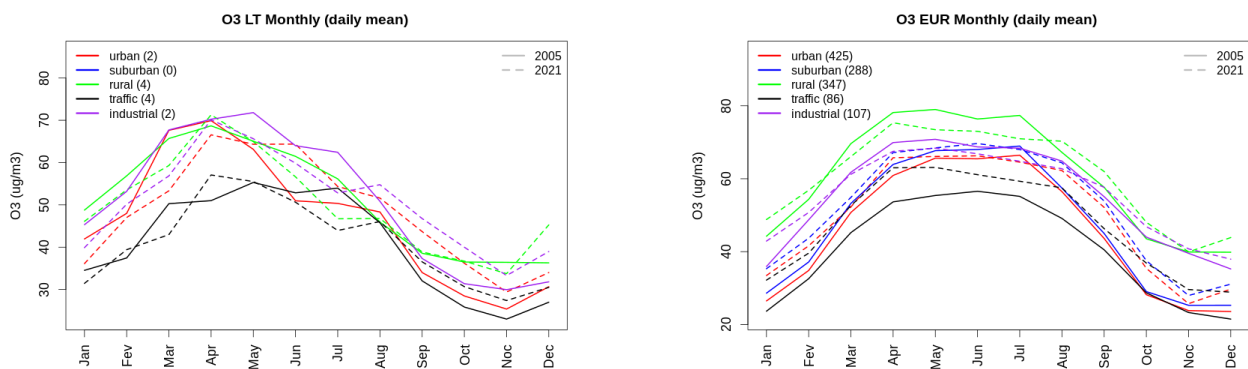 O3 LT Monthly (daily mean)
O3 (ug/m3)
80
70
60
50
40
30
urban (2)
suburban (0)
rural (4)
traffic (4)
industrial (2)
2005
2021
Jan
Fev
Mar
Apr
May
Jun
Jul
Aug
Sep
Oct
Noc
Dec
O3 EUR Monthly (daily mean)
O3 (ug/m3)
80
60
40
20
urban (425)
suburban (288)
rural (347)
traffic (86)
industrial (107)
2005
2021
Jan
Fev
Mar
Apr
May
Jun
Jul
Aug
Sep
Oct
Noc
Dec